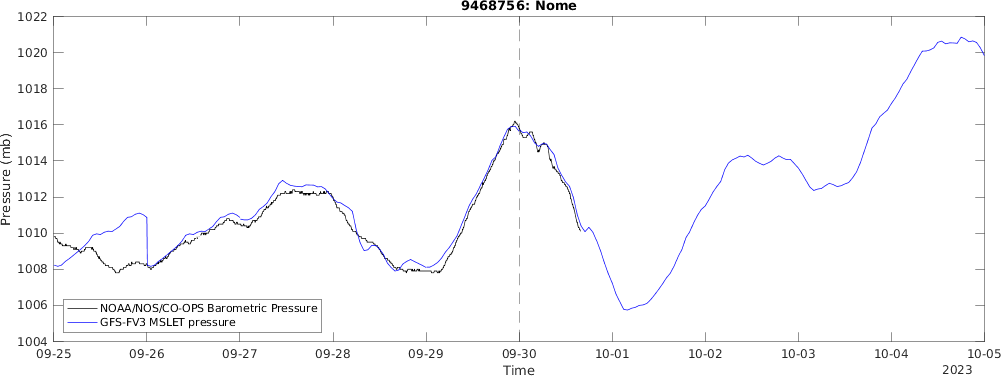 9468756: Nome
Pressure (mb)
1022
1020
1018
1016
1014
1012
1010
1008
1006
1004
NOAA/NOS/CO-OPS Barometric Pressure
GFS-FV3 MSLET pressure
09-25 09-26 09-27 09-28 09-29 09-30 10-01 10-02 10-03 10-04 10-05
Time
2023